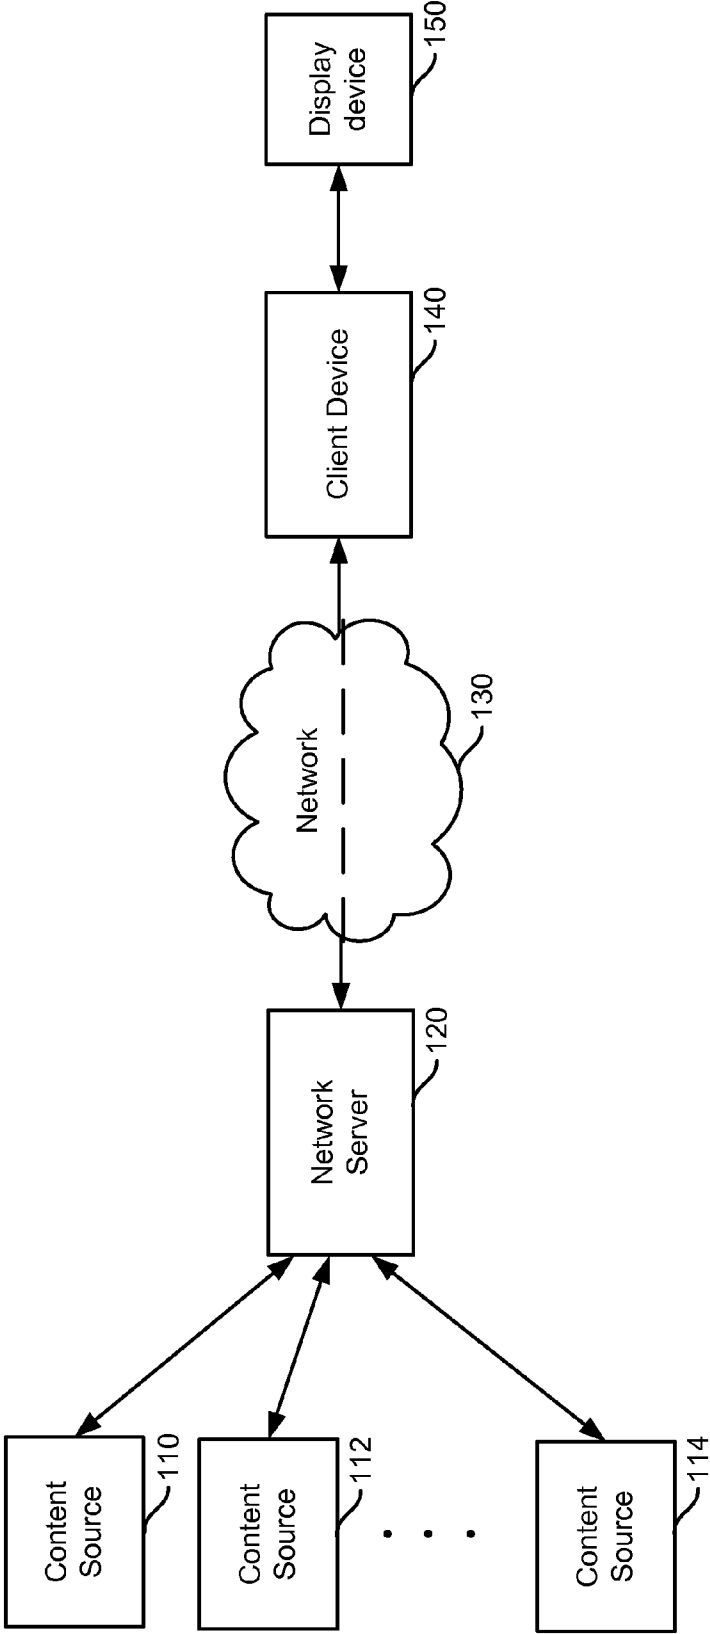 Content
Source
110
Content
Source
112
Content
Source
114
Network
Server
120
Network
130
Client Device
140
Display
device
150